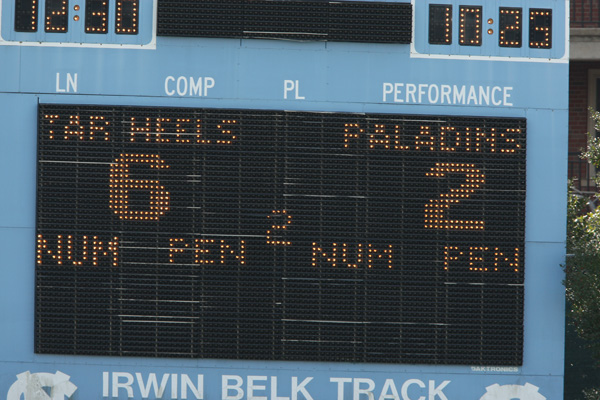 12:30 10:25
LN COMP PL PERFORMANCE
TAR HEELS PALADINS
6 2
2
NUM PEN NUM PEN
DAKTRONICS
IRWIN BELK TRACK